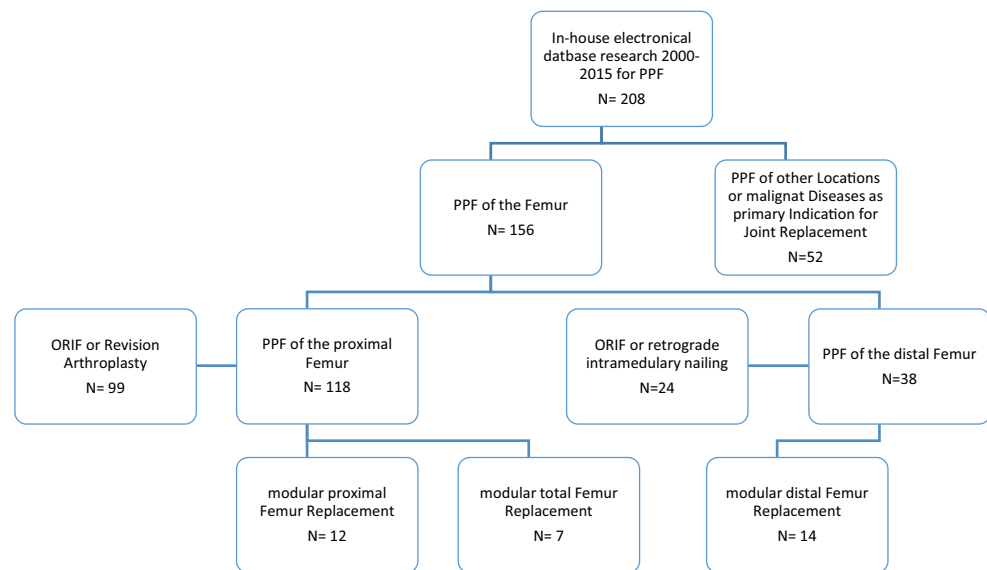 In-house electronical
datbase research 2000-
2015 for PPF
N= 208
PPF of the Femur
N= 156
PPF of other Locations
or malignat Diseases as
primary Indication for
Joint Replacement
N=52
ORIF or Revision
Arthroplasty
N= 99
PPF of the proximal
Femur
N= 118
ORIF or retrograde
intramedulary nailing
N=24
PPF of the distal Femur
N=38
modular proximal
Femur Replacement
N= 12
modular total Femur
Replacement
N= 7
modular distal Femur
Replacement
N= 14